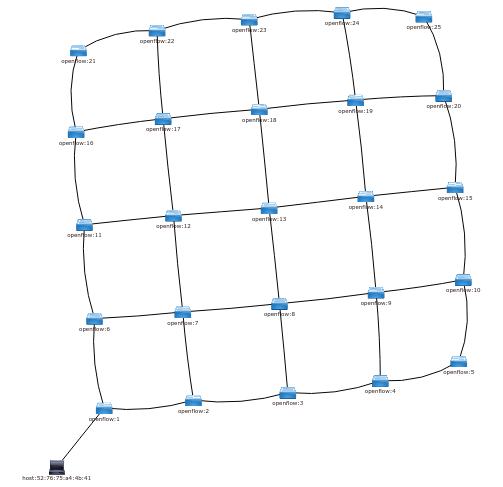 openflow:24
openflow:25
openflow:23
openflow:22
openflow:21
openflow:20
openflow:19
openflow:18
openflow:17
openflow:16
openflow:15
openflow:14
openflow:13
openflow:12
openflow:11
openflow:10
openflow:9
openflow:8
openflow:7
openflow:6
openflow:5
openflow:4
openflow:3
openflow:2
openflow:1
host:52:76:75:a4:4b:41